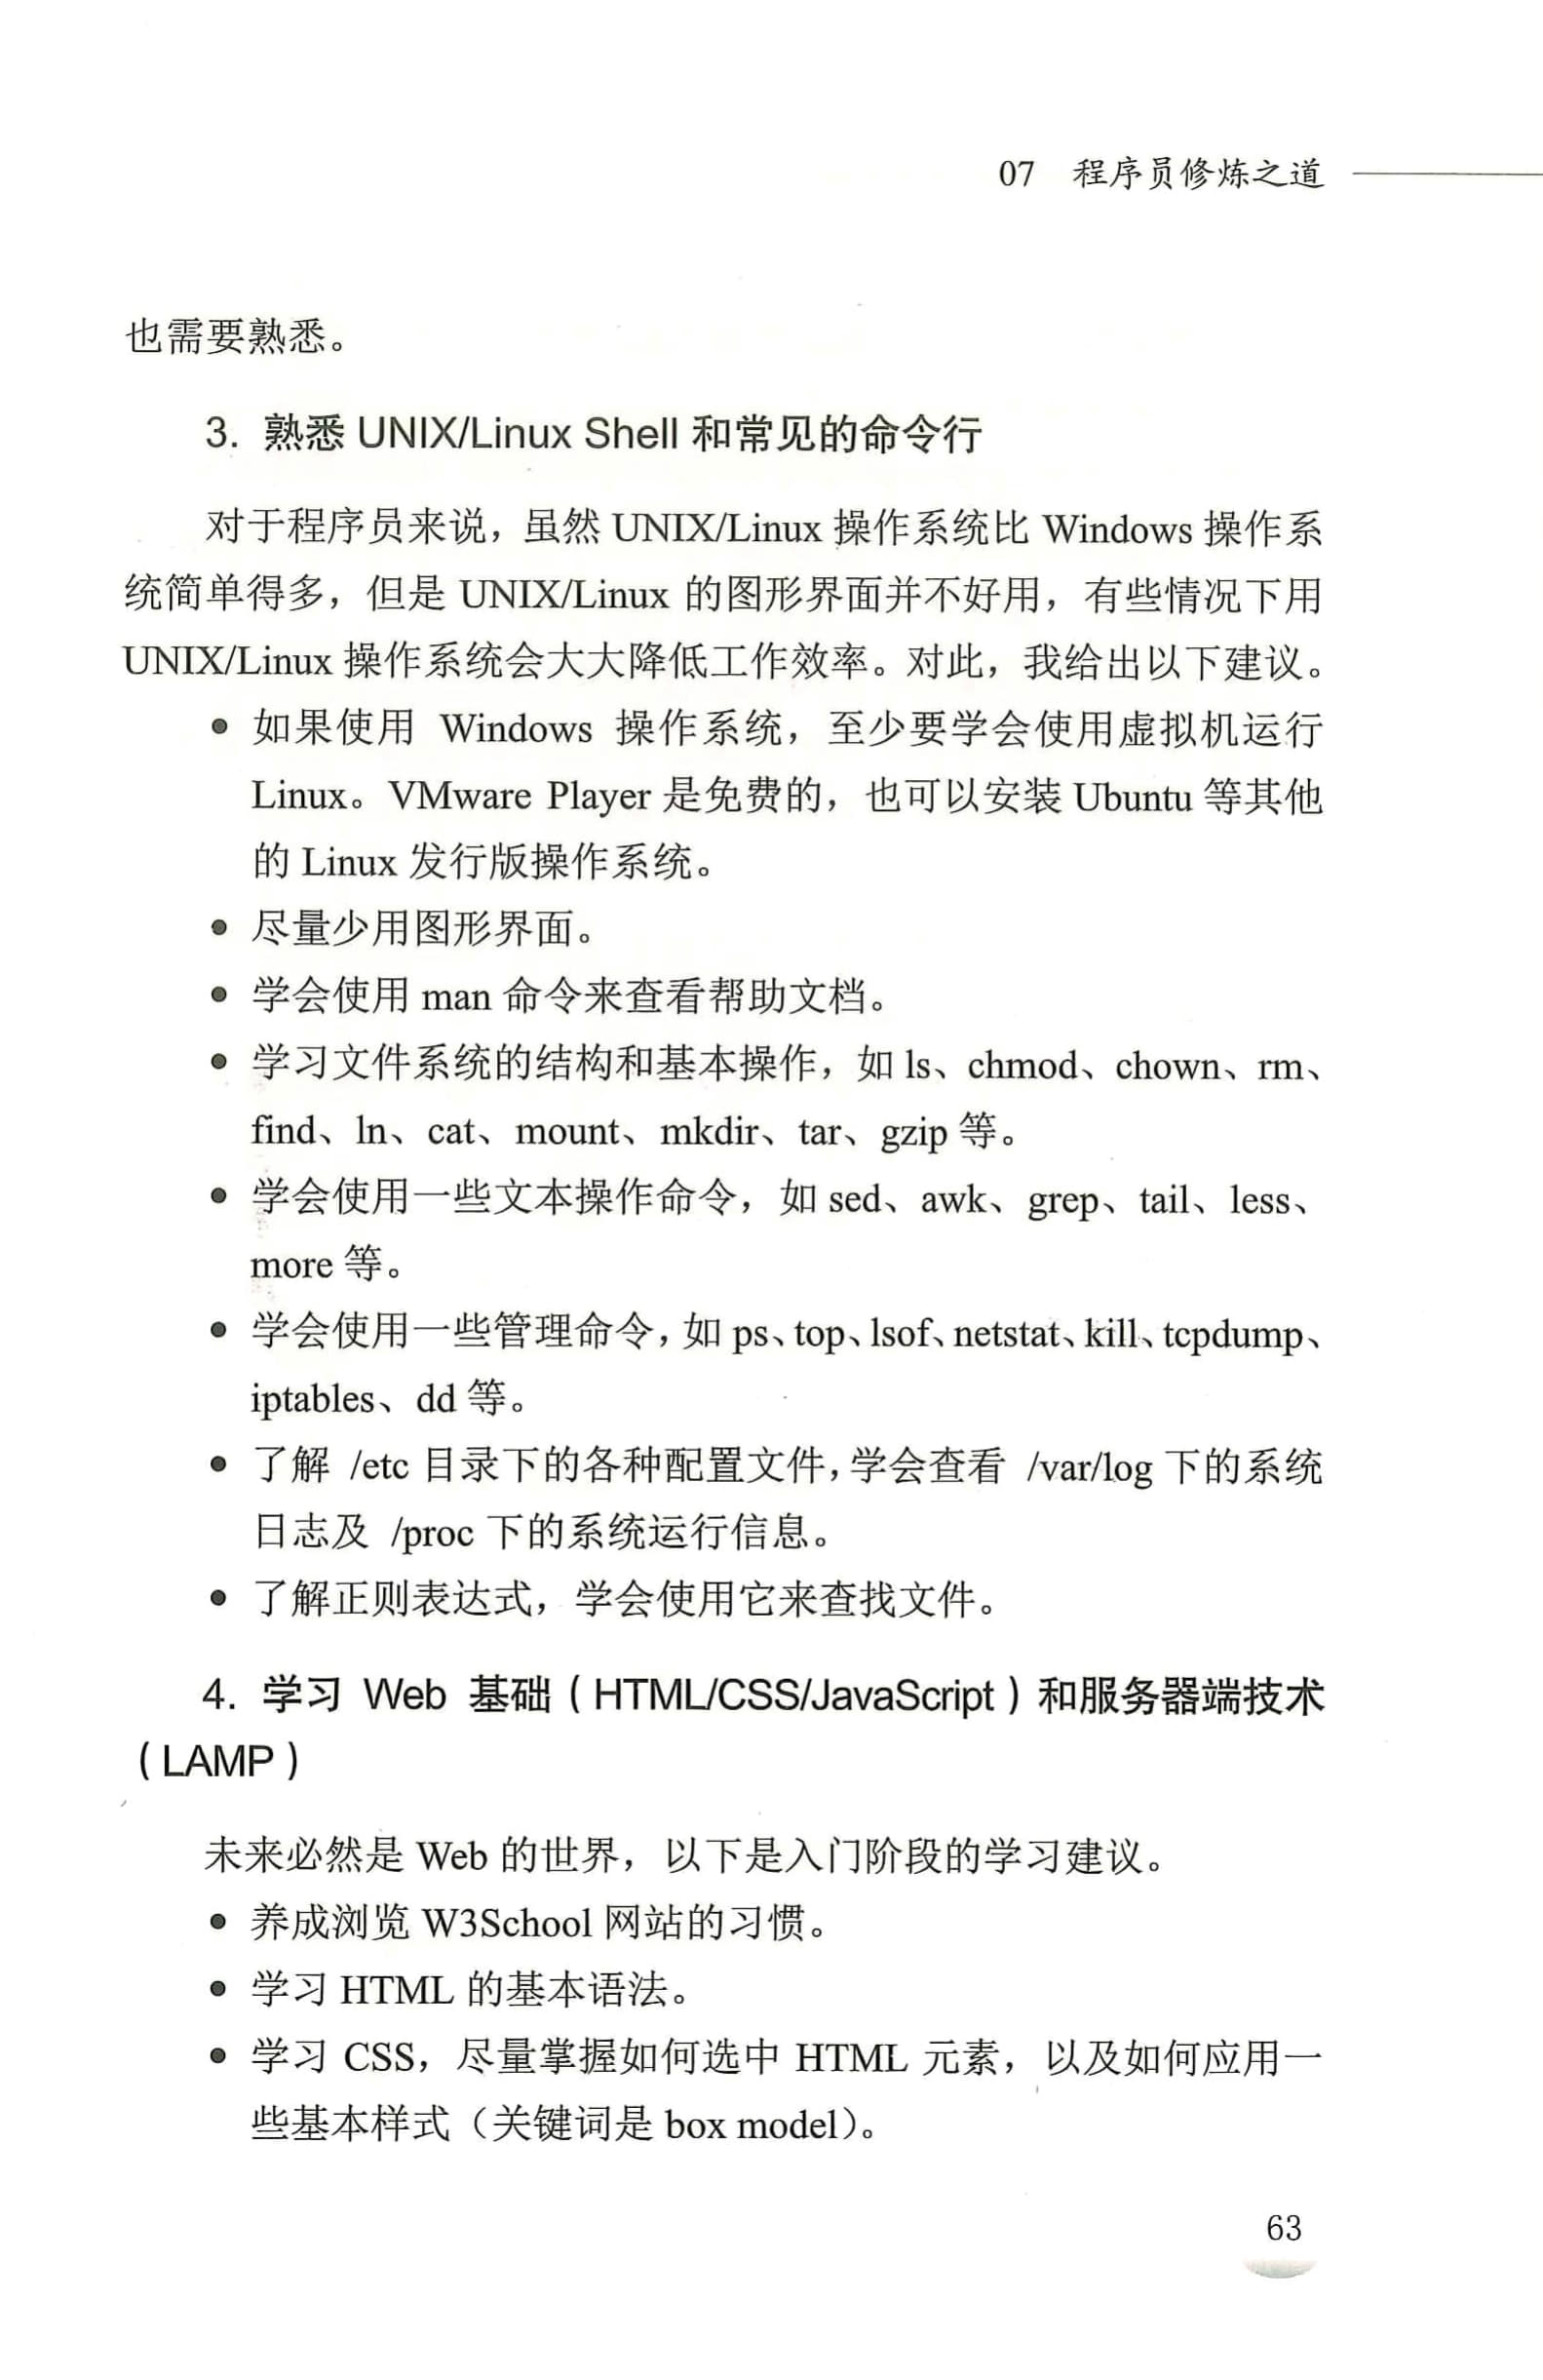 07 程序员修炼之道
也需要熟悉。
3. 熟悉 UNIX/Linux Shell 和常见的命令行
对于程序员来说，虽然 UNIX/Linux 操作系统比 Windows 操作系
统简单得多，但是 UNIX/Linux 的图形界面并不好用，有些情况下用
UNIX/Linux 操作系统会大大降低工作效率。对此，我给出以下建议。
● 如果使用 Windows 操作系统，至少要学会使用虚拟机运行
Linux。VMware Player 是免费的，也可以安装 Ubuntu 等其他
的 Linux 发行版操作系统。
● 尽量少用图形界面。
● 学会使用 man 命令来查看帮助文档。
● 学习文件系统的结构和基本操作，如 ls、chmod、chown、rm、
find、ln、cat、mount、mkdir、tar、gzip 等。
● 学会使用一些文本操作命令，如 sed、awk、grep、tail、less、
more 等。
● 学会使用一些管理命令，如 ps、top、lsof、netstat、kill、tcpdump、
iptables、dd 等。
● 了解 /etc 目录下的各种配置文件，学会查看 /var/log 下的系统
日志及 /proc 下的系统运行信息。
● 了解正则表达式，学会使用它来查找文件。
4. 学习 Web 基础（HTML/CSS/JavaScript）和服务器端技术
（LAMP）
未来必然是 Web 的世界，以下是入门阶段的学习建议。
● 养成浏览 W3School 网站的习惯。
● 学习 HTML 的基本语法。
● 学习 CSS，尽量掌握如何选中 HTML 元素，以及如何应用一
些基本样式（关键词是 box model）。
63